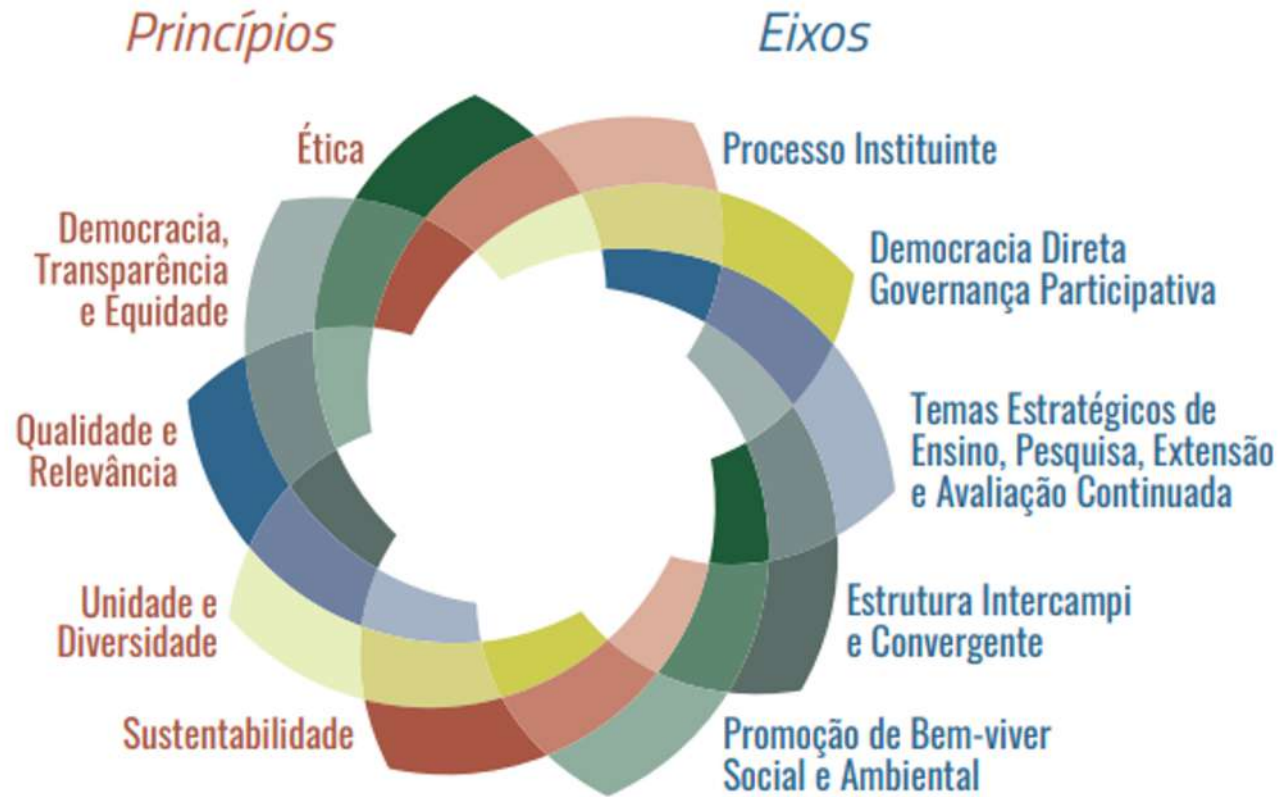 Princípios
Eixos
Ética
Democracia,
Transparência
e Equidade
Qualidade e
Relevância
Unidade e
Diversidade
Sustentabilidade
Processo Instituinte
Democracia Direta
Governança Participativa
Temas Estratégicos de
Ensino, Pesquisa, Extensão
e Avaliação Continuada
Estrutura Intercampi
e Convergente
Promoção de Bem-viver
Social e Ambiental